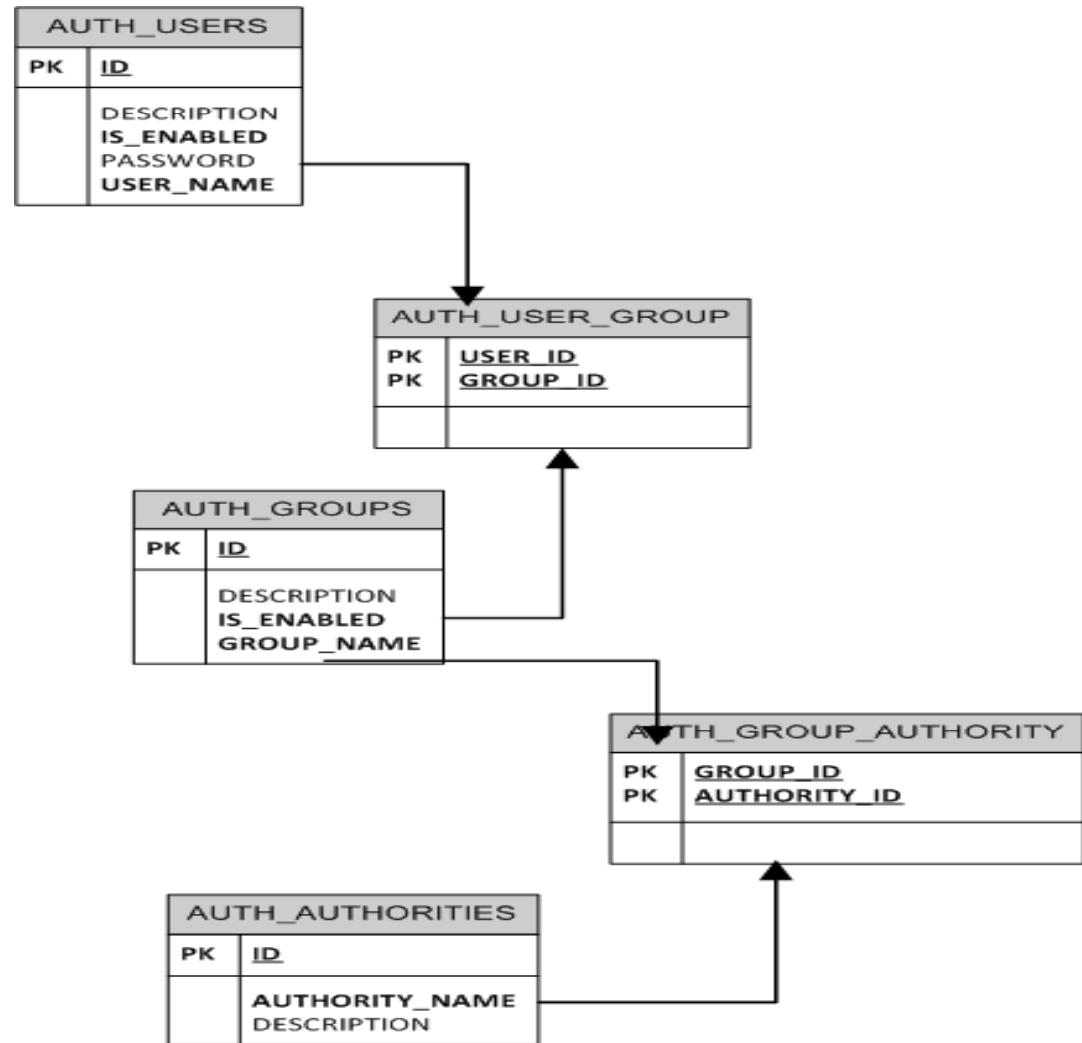 AUTH_USERS
PK ID
DESCRIPTION
IS_ENABLED
PASSWORD
USER_NAME
AUTH_USER_GROUP
PK USER_ID
PK GROUP_ID
AUTH_GROUPS
PK ID
DESCRIPTION
IS_ENABLED
GROUP_NAME
AUTH_GROUP_AUTHORITY
PK GROUP_ID
PK AUTHORITY_ID
AUTH_AUTHORITIES
PK ID
AUTHORITY_NAME
DESCRIPTION